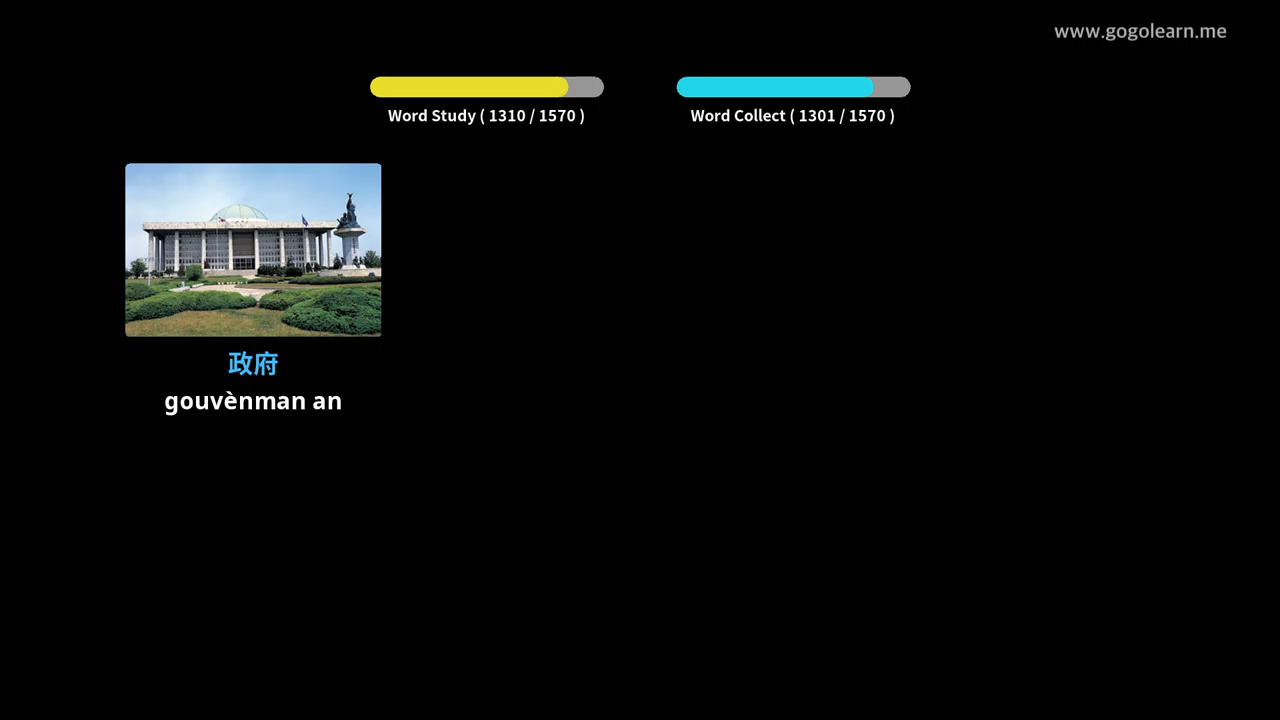 www.gogolearn.me
Word Study ( 1310 / 1570 )
Word Collect ( 1301 / 1570 )
政府
gouvènman an